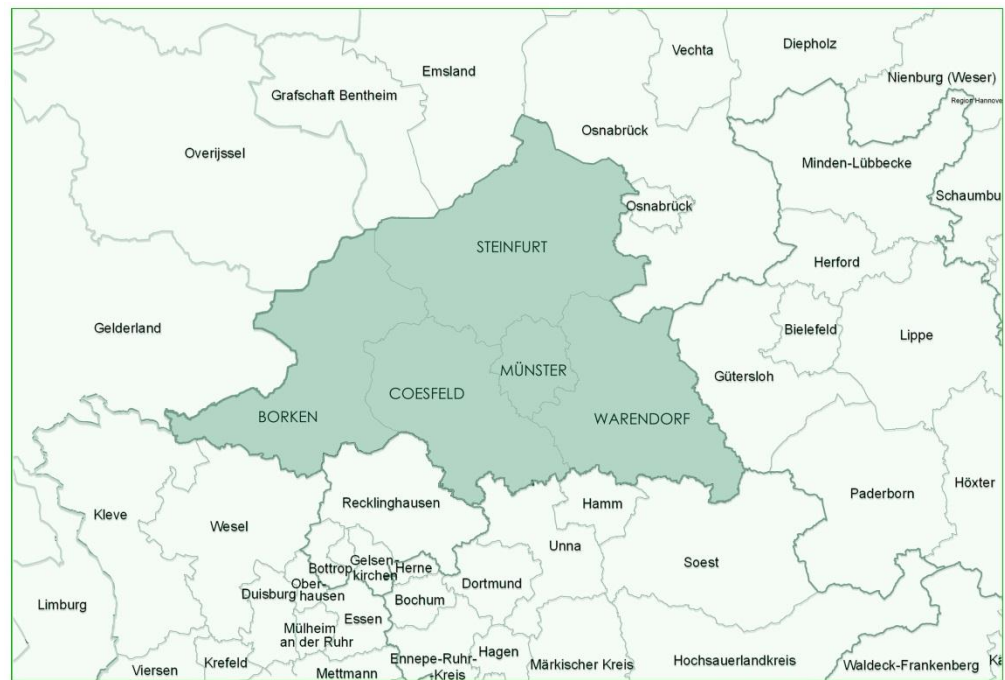 Vechta
Diepholz
Emsland
Nienburg (Weser)
Grafschaft Bentheim
Region Hannove
Osnabrück
Overijssel
Minden-Lübbecke
Schaumbu
Osnabrück
STEINFURT
Herford
Gelderland
Bielefeld
Lippe
MÜNSTER
Gütersloh
COESFELD
BORKEN
WARENDORF
Paderborn
Höxter
Recklinghausen
Hamm
Kleve
Wesel
Unna
Gelsen-
kirchen
Bottrop
Herne
Soest
Ober-
hausen
Dortmund
Duisburg
Bochum
Limburg
Essen
Mülheim
an der Ruhr
Hagen
Viersen
Krefeld
Mettmann
Ennepe-Ruhr-
-Kreis
Märkischer Kreis
Hochsauerlandkreis
Waldeck-Frankenberg